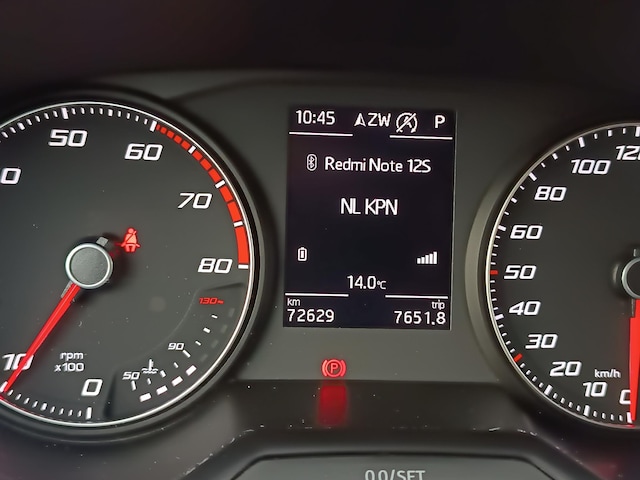 10:45 ZW P
Redmi Note 12S
NL KPN
14.0°C
km trip
72629 7651.8
0 10 50 60 70 80
rpm
x100
50 90 130
P
0 10 20 30 40 50 60 80 100 120
km/h
0.0/SET